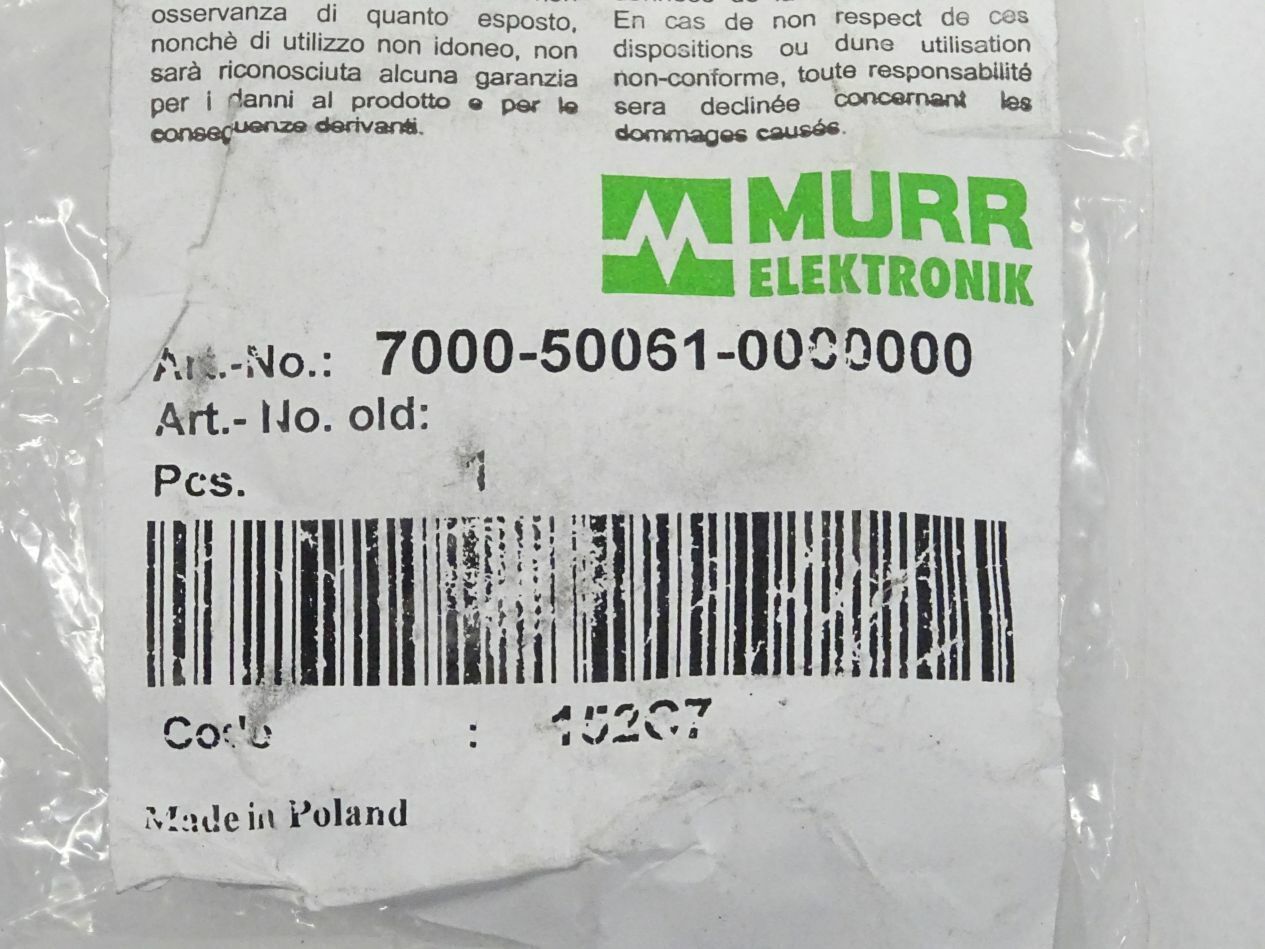 osservanza di quanto esposto,
nonchè di utilizzo non idoneo, non
sarà riconosciuta alcuna garanzia
per i danni al prodotto e per le
conseguenze derivanti.
En cas de non respect de ces
dispositions ou dune utilisation
non-conforme, toute responsabilité
sera declinée concernant les
dommages causés.
MURR
ELEKTRONIK
Art.-No.: 7000-50061-0000000
Art.- No. old:
Pcs. 1
Code :
Made in Poland